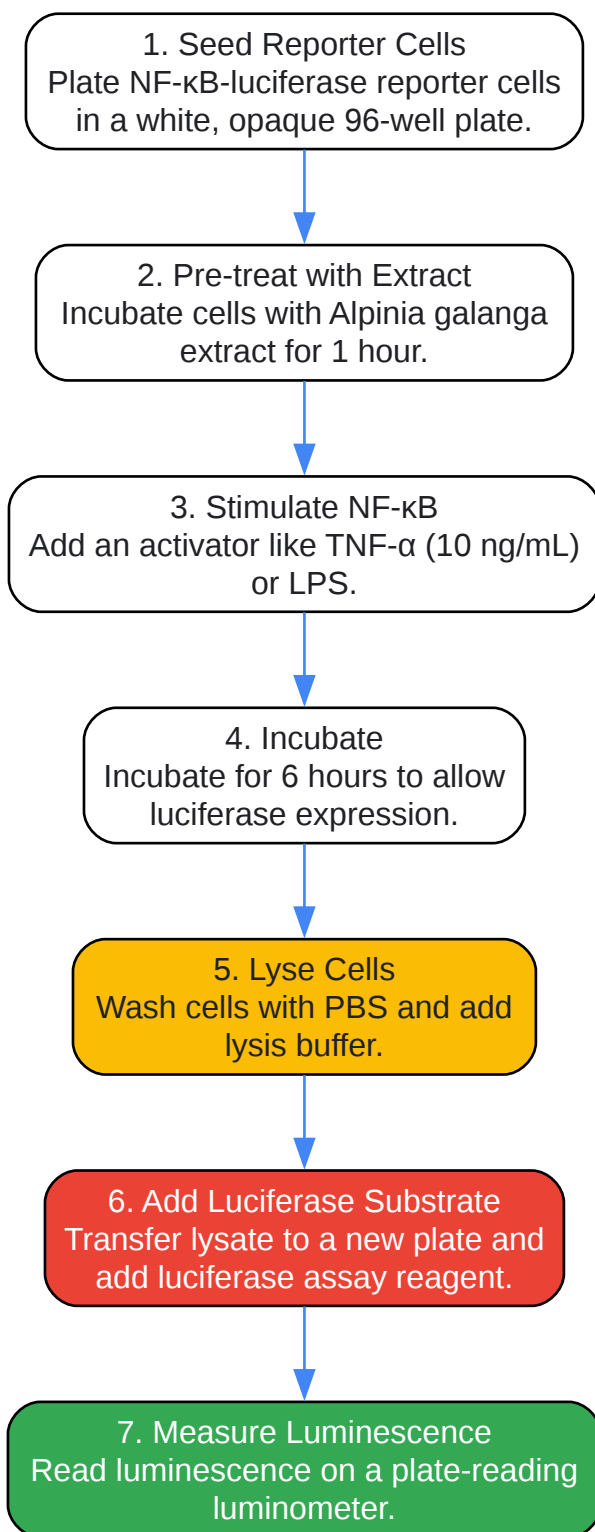 1. Seed Reporter Cells
Plate NF-κB-luciferase reporter cells
in a white, opaque 96-well plate.
2. Pre-treat with Extract
Incubate cells with Alpinia galanga
extract for 1 hour.
3. Stimulate NF-κB
Add an activator like TNF-α (10 ng/mL)
or LPS.
4. Incubate
Incubate for 6 hours to allow
luciferase expression.
5. Lyse Cells
Wash cells with PBS and add
lysis buffer.
6. Add Luciferase Substrate
Transfer lysate to a new plate and
add luciferase assay reagent.
7. Measure Luminescence
Read luminescence on a plate-reading
luminometer.